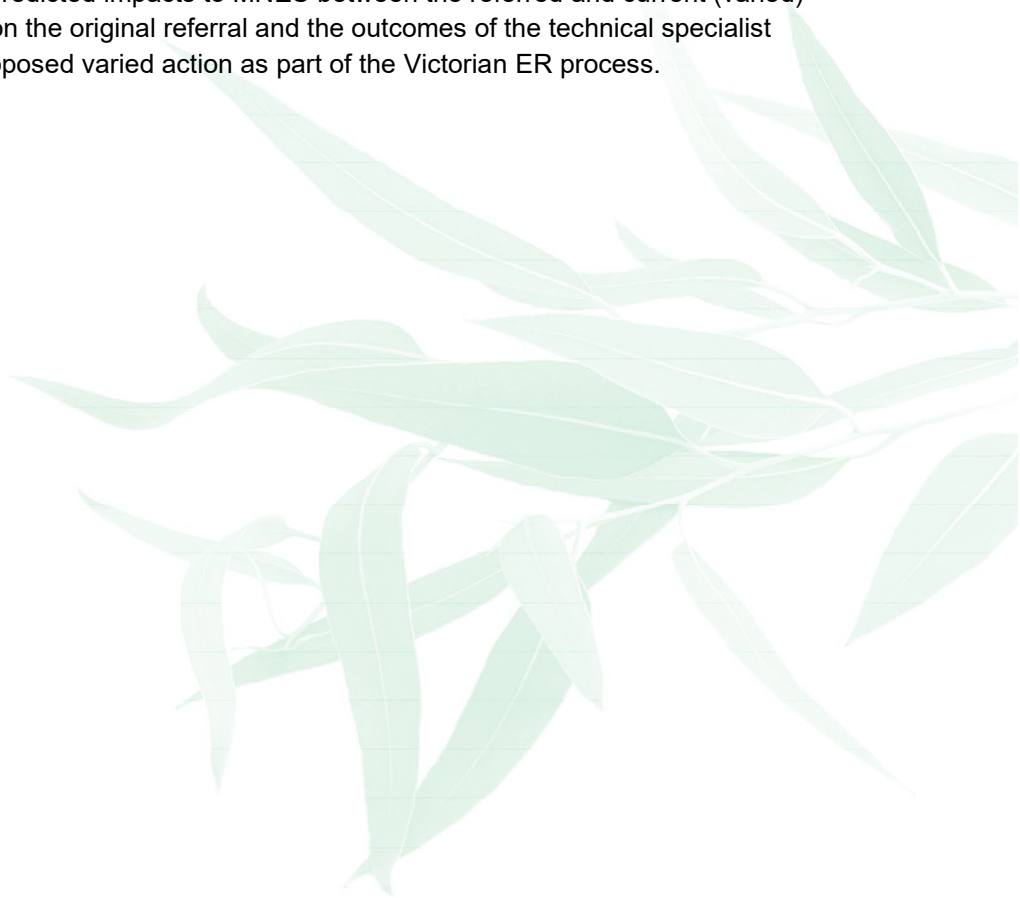 to MNES between the referred and current (varied)
on the original referral and the outcomes of the technical specialist
posed varied action as part of the Victorian ER process.